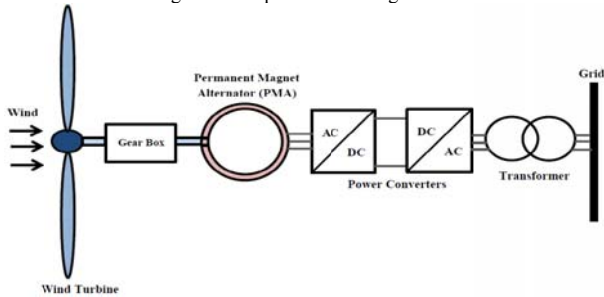 Permanent Magnet
Alternator (PMA)
Grid
Wind
Gear Box
AC
DC
DC
AC
Power Converters
Transformer
Wind Turbine